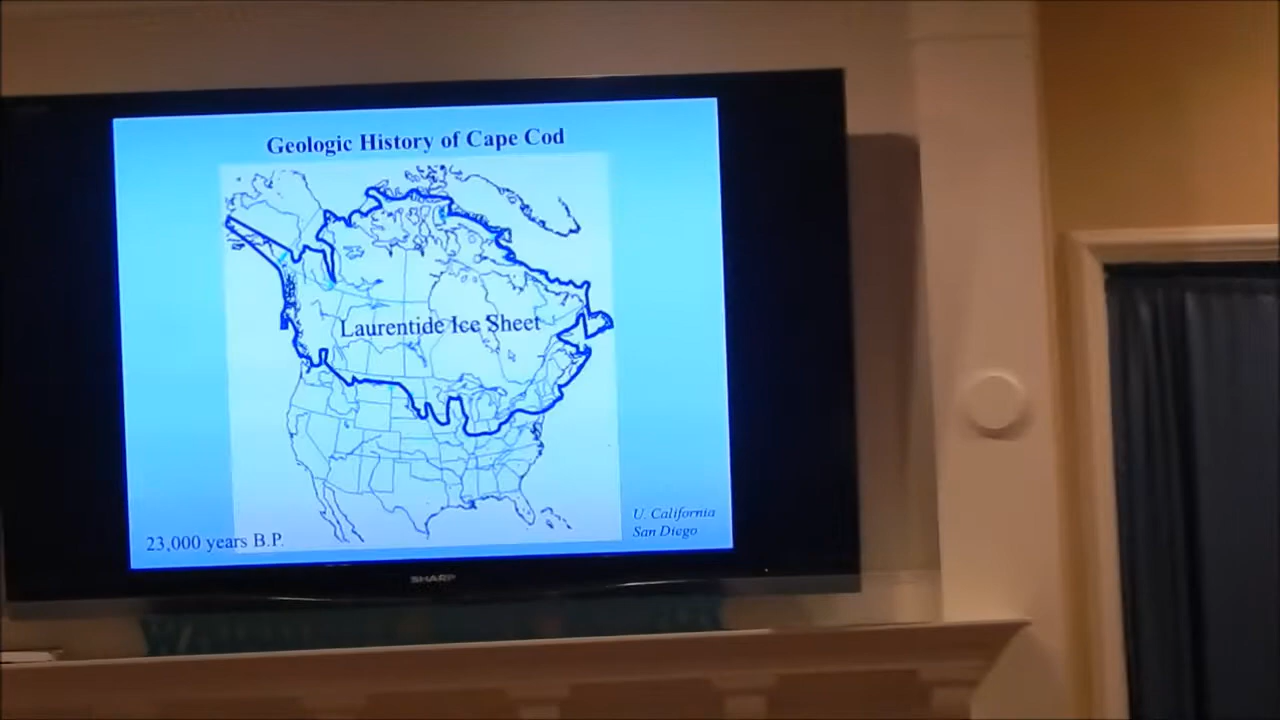 Geologic History of Cape Cod
Laurentide Ice Sheet
U. California
San Diego
23,000 years B.P.
SHARP